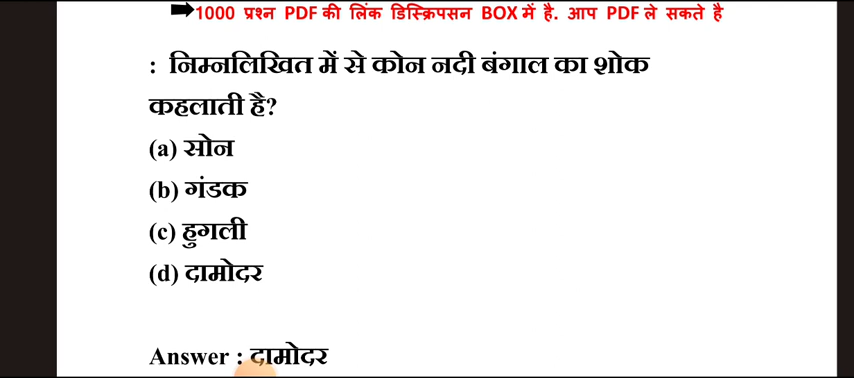 1000 प्रश्न PDF की लिंक डिस्क्रिपसन BOX में है. आप PDF ले सकते है
: निम्नलिखित में से कोन नदी बंगाल का शोक
कहलाती है?
(a) सोन
(b) गंडक
(c) हुगली
(d) दामोदर
Answer : दामोदर